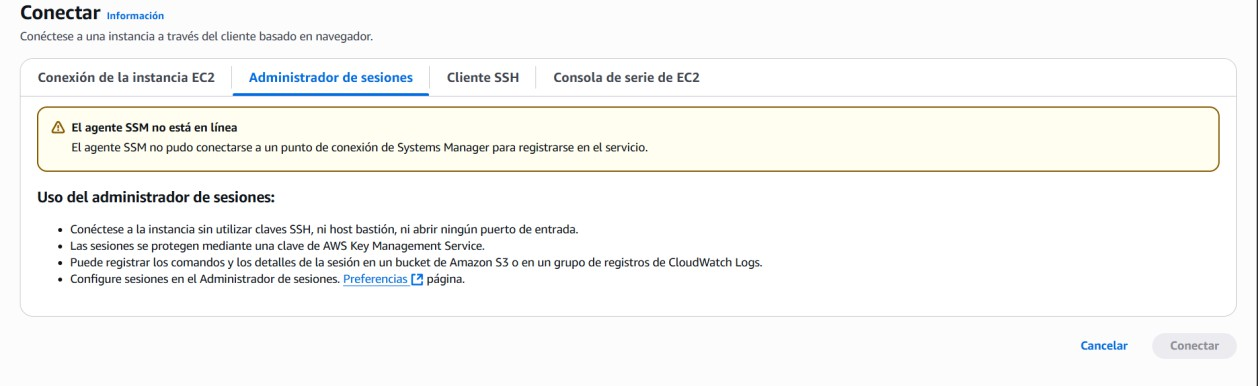 Conectar Información
Conéctese a una instancia a través del cliente basado en navegador.
Conexión de la instancia EC2
Administrador de sesiones
Cliente SSH
Consola de serie de EC2
El agente SSM no está en línea
El agente SSM no pudo conectarse a un punto de conexión de Systems Manager para registrarse en el servicio.
Uso del administrador de sesiones:
• Conéctese a la instancia sin utilizar claves SSH, ni host bastión, ni abrir ningún puerto de entrada.
• Las sesiones se protegen mediante una clave de AWS Key Management Service.
• Puede registrar los comandos y los detalles de la sesión en un bucket de Amazon S3 o en un grupo de registros de CloudWatch Logs.
• Configure sesiones en el Administrador de sesiones. Preferencias página.
Cancelar
Conectar